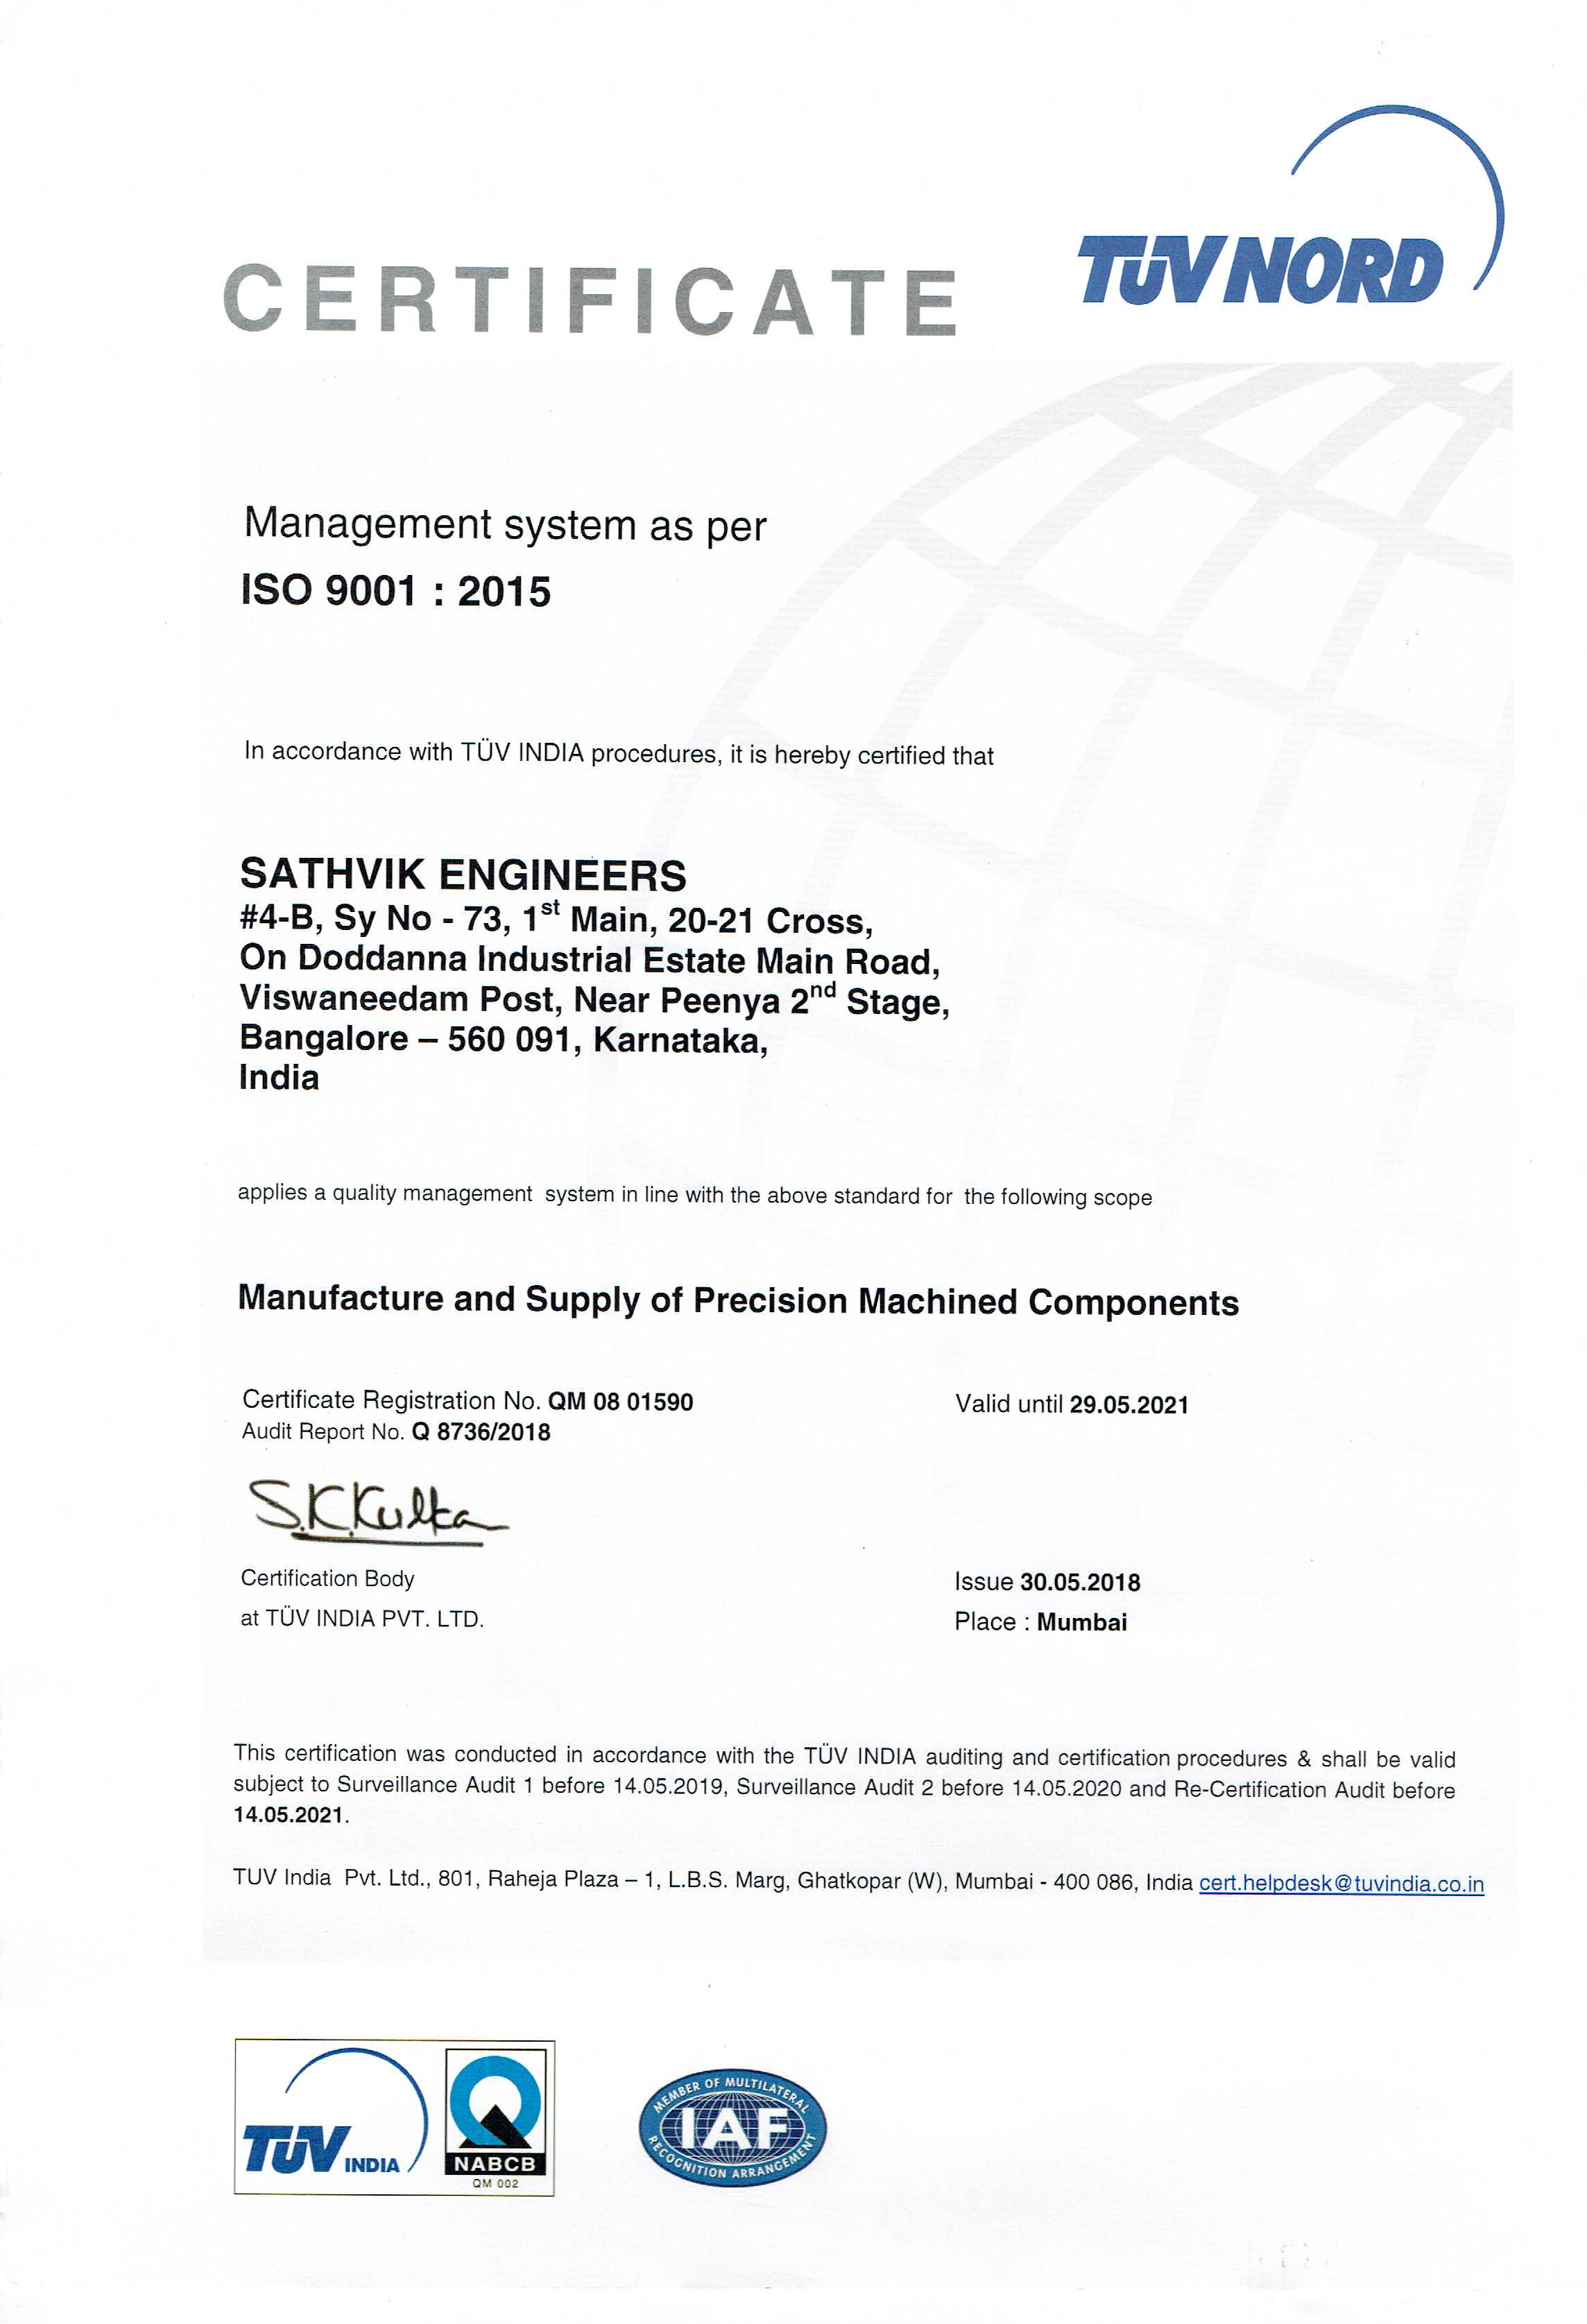 TÜV NORD
CERTIFICATE
Management system as per
ISO 9001 : 2015
In accordance with TÜV INDIA procedures, it is hereby certified that
SATHVIK ENGINEERS
#4-B, Sy No - 73, 1st Main, 20-21 Cross,
On Doddanna Industrial Estate Main Road,
Viswaneedam Post, Near Peenya 2nd Stage,
Bangalore – 560 091, Karnataka,
India
applies a quality management system in line with the above standard for the following scope
Manufacture and Supply of Precision Machined Components
Certificate Registration No. QM 08 01590
Valid until 29.05.2021
Audit Report No. Q 8736/2018
S.K.Kulka
Certification Body
at TÜV INDIA PVT. LTD.
Issue 30.05.2018
Place : Mumbai
This certification was conducted in accordance with the TÜV INDIA auditing and certification procedures & shall be valid
subject to Surveillance Audit 1 before 14.05.2019, Surveillance Audit 2 before 14.05.2020 and Re-Certification Audit before
14.05.2021.
TUV India Pvt. Ltd., 801, Raheja Plaza – 1, L.B.S. Marg, Ghatkopar (W), Mumbai - 400 086, India cert.helpdesk@tuvindia.co.in
TÜV INDIA
NABCB
QM 002
MEMBER OF MULTILATERAL
IAF
RECOGNITION ARRANGEMENT